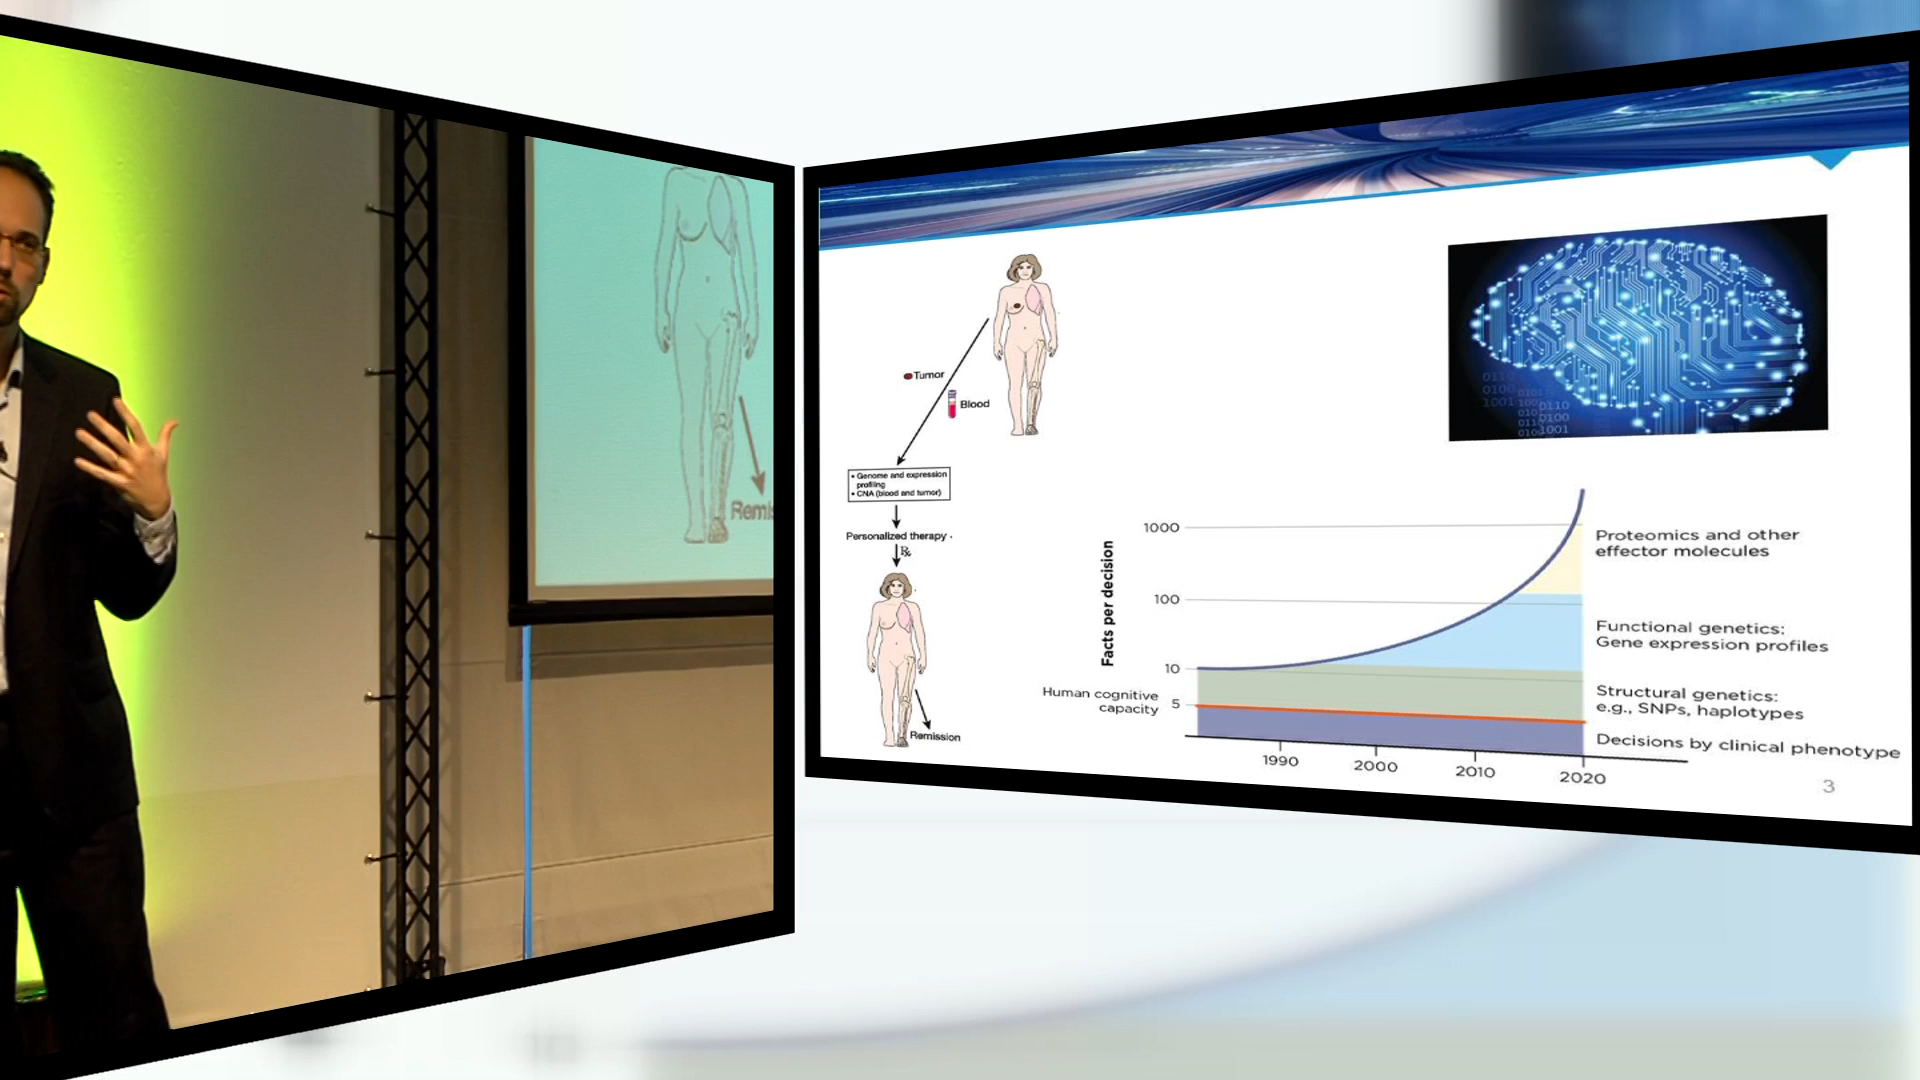 Remis
Tumor
Blood
• Genome and expression
profiling
• CNA (blood and tumor)
Personalized therapy
℞
Remission
Facts per decision
1000
100
10
Human cognitive
capacity
5
1990
2000
2010
2020
Proteomics and other
effector molecules
Functional genetics:
Gene expression profiles
Structural genetics:
e.g., SNPs, haplotypes
Decisions by clinical phenotype
3